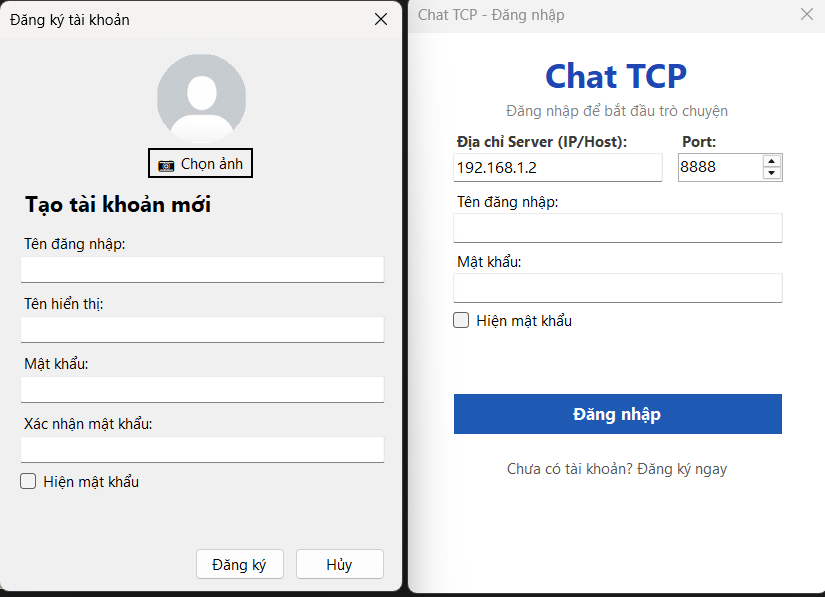 Đăng ký tài khoản
Chọn ảnh
Tạo tài khoản mới
Tên đăng nhập:
Tên hiển thị:
Mật khẩu:
Xác nhận mật khẩu:
Hiện mật khẩu
Đăng ký Hủy
Chat TCP - Đăng nhập
Chat TCP
Đăng nhập để bắt đầu trò chuyện
Địa chỉ Server (IP/Host): Port:
192.168.1.2 8888
Tên đăng nhập:
Mật khẩu:
Hiện mật khẩu
Đăng nhập
Chưa có tài khoản? Đăng ký ngay